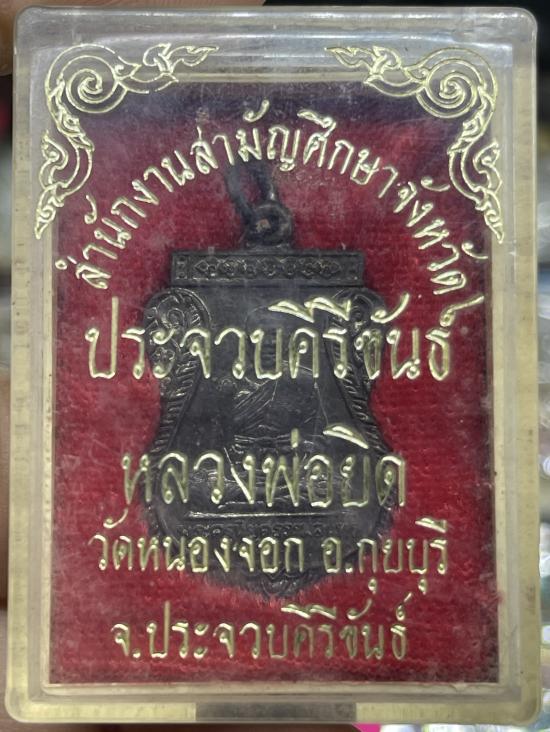 สำนักงานสามัญศึกษาจังหวัด
ประจวบคีรีขันธ์
หลวงพ่อยิด
วัดหนองจอก อ.กุยบุรี
จ.ประจวบคีรีขันธ์